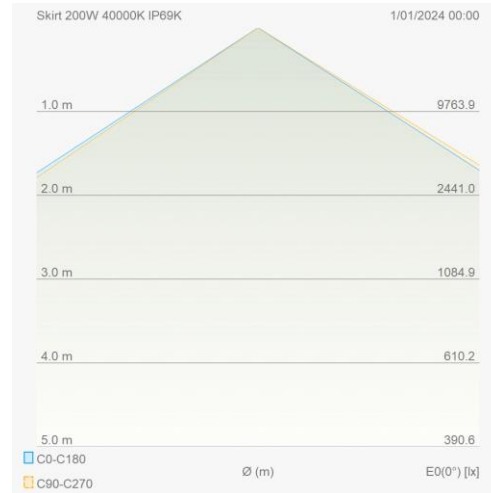 Skirt 200W 40000K IP69K 1/01/2024 00:00
1.0 m 9763.9
2.0 m 2441.0
3.0 m 1084.9
4.0 m 610.2
5.0 m 390.6
C0-C180
Ø (m) E0(0°) [lx]
C90-C270